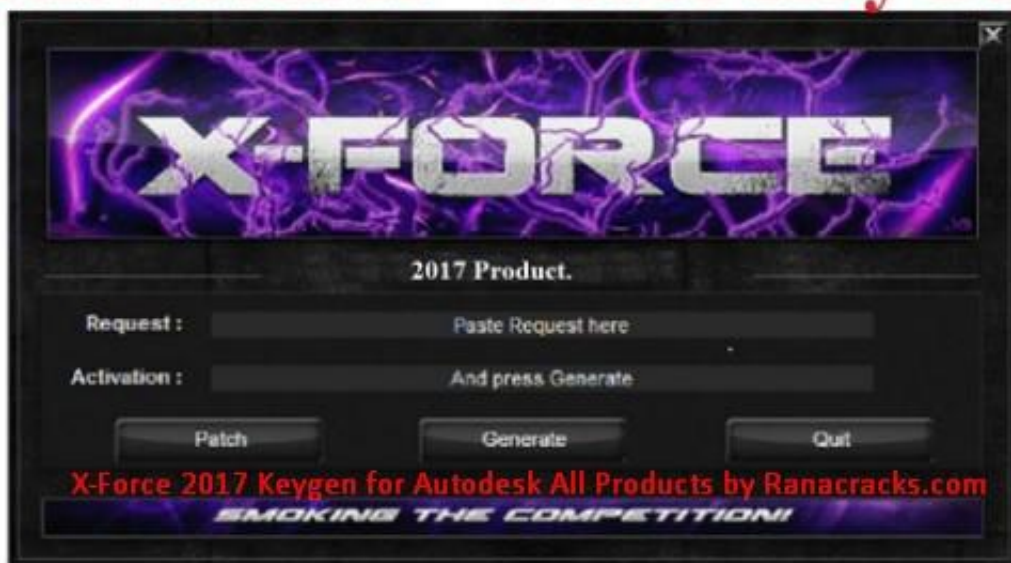 X-FORCE
2017 Product.
Request :
Paste Request here
Activation :
And press Generate
Patch
Generate
Quit
X-Force 2017 Keygen for Autodesk All Products by Ranacracks.com
SMOKING THE COMPETITION!